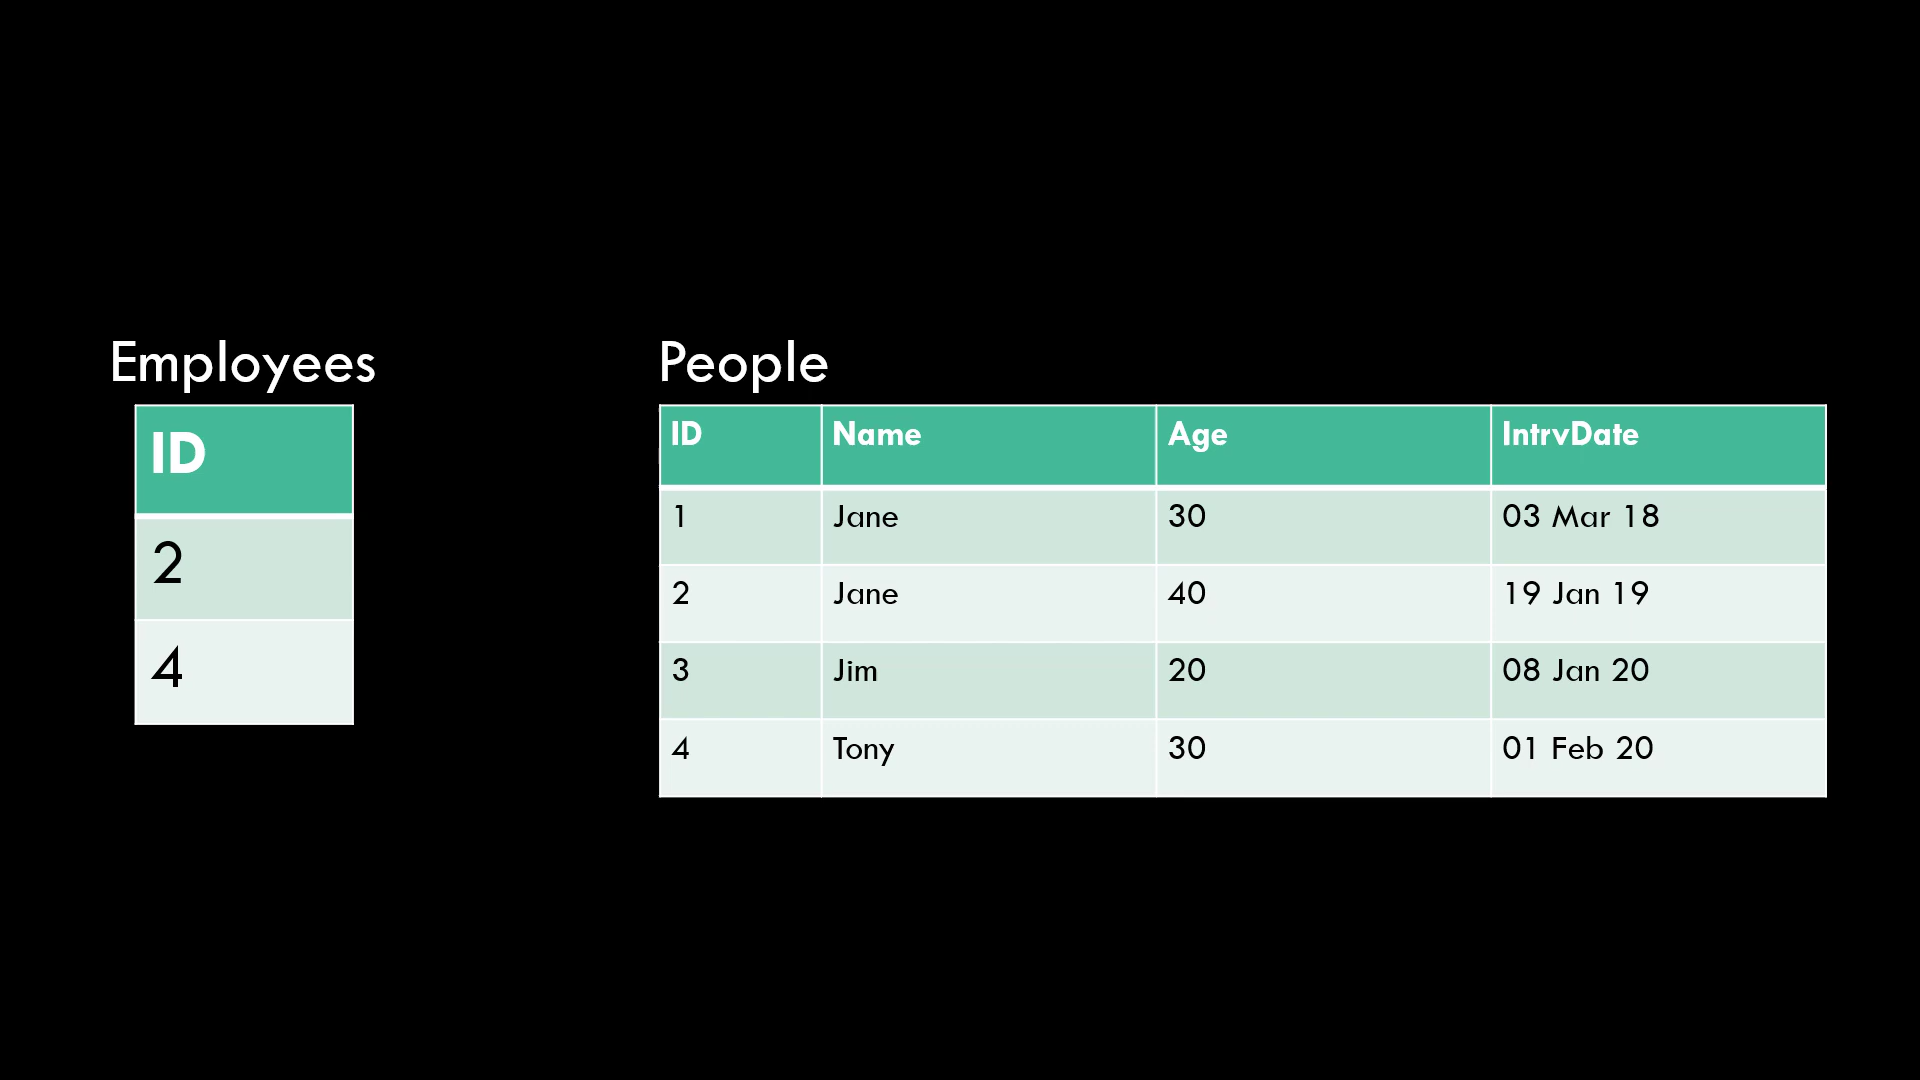 Employees
ID
2
4
People
ID Name Age IntrvDate
1 Jane 30 03 Mar 18
2 Jane 40 19 Jan 19
3 Jim 20 08 Jan 20
4 Tony 30 01 Feb 20